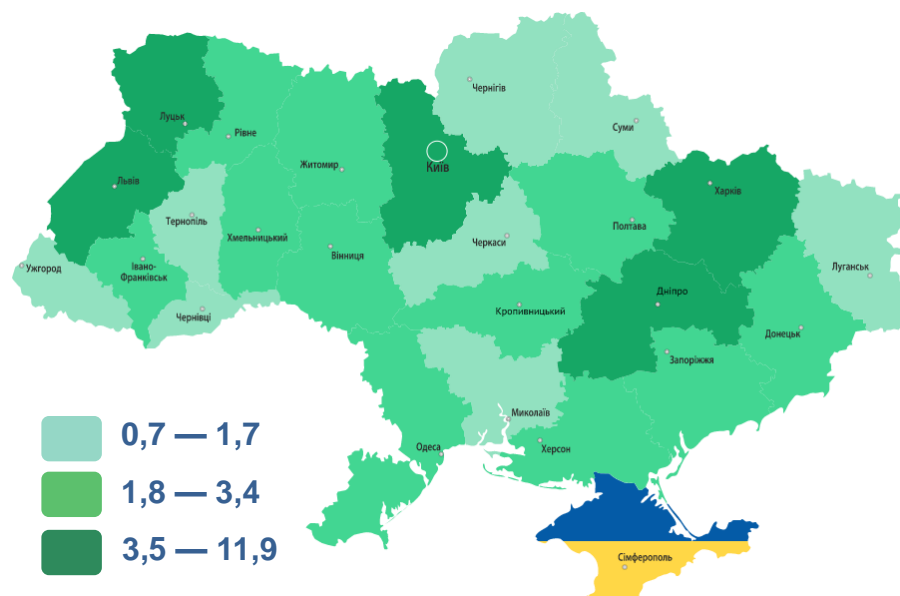 Чернігів
Луцьк
Суми
Рівне
Житомир
Київ
Львів
Харків
Тернопіль
Полтава
Хмельницький
Черкаси
Вінниця
Ужгород
Івано-
Франківськ
Луганськ
Дніпро
Кропивницький
Чернівці
Донецьк
Запоріжжя
Миколаїв
Одеса
Херсон
Сімферополь
0,7 — 1,7
1,8 — 3,4
3,5 — 11,9